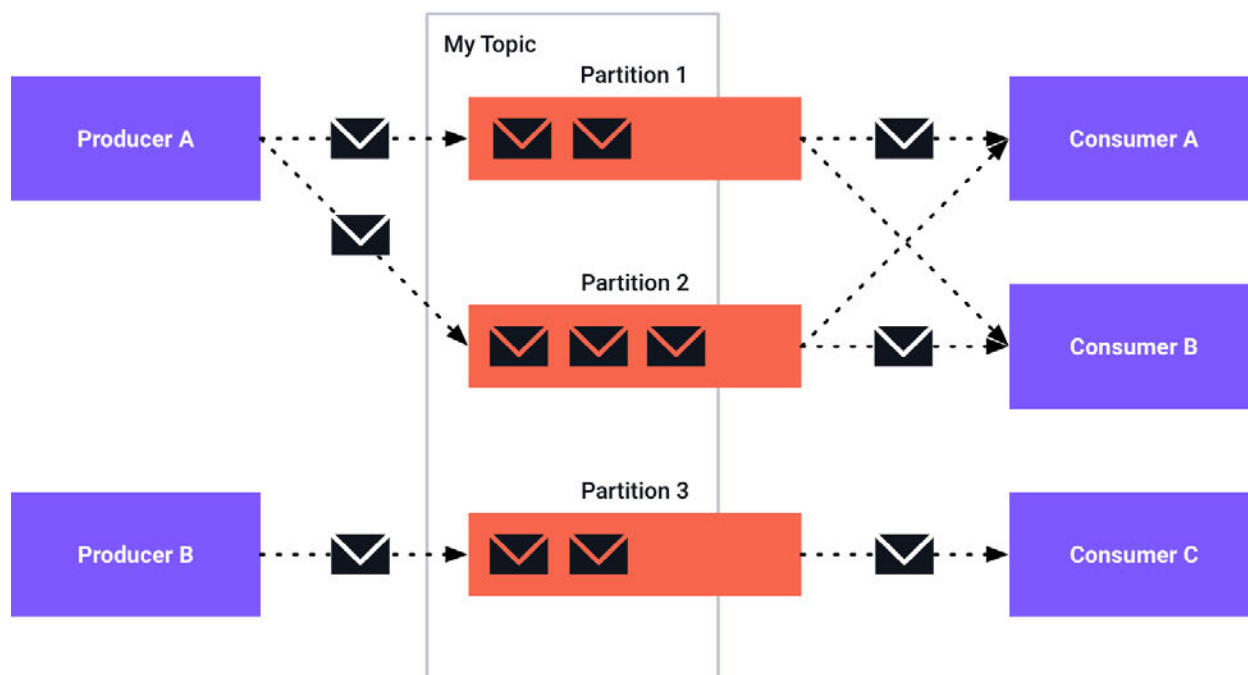 My Topic
Partition 1
Producer A
Consumer A
Partition 2
Consumer B
Partition 3
Producer B
Consumer C